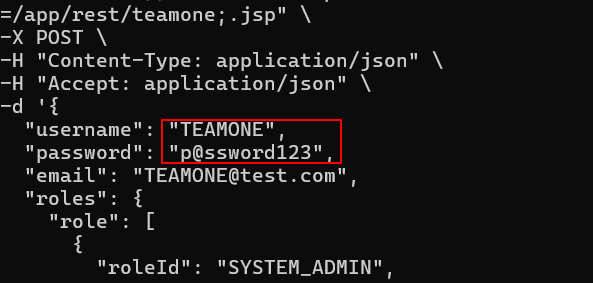 =/app/rest/teamone;.jsp" \
-X POST \
-H "Content-Type: application/json" \
-H "Accept: application/json" \
-d '{
"username": "TEAMONE",
"password": "p@ssword123",
"email": "TEAMONE@test.com",
"roles": {
"role": [
{
"roleId": "SYSTEM_ADMIN",